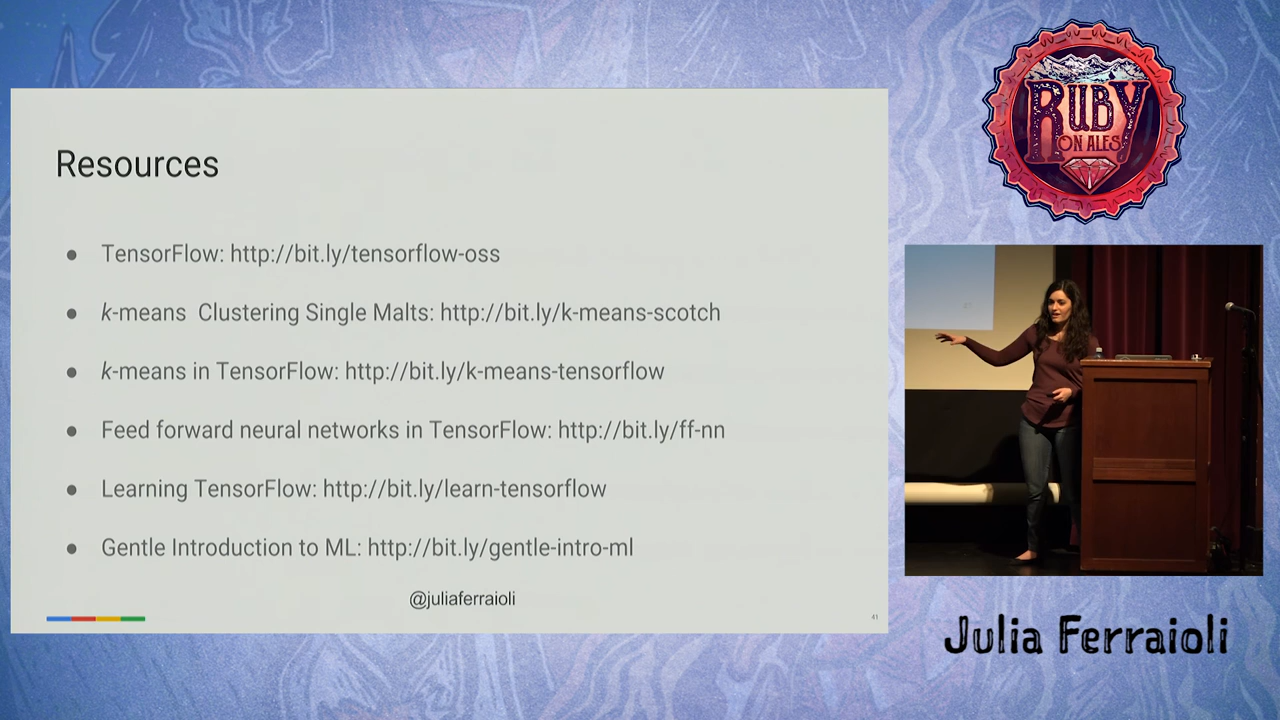 Resources
● TensorFlow: http://bit.ly/tensorflow-oss
● k-means Clustering Single Malts: http://bit.ly/k-means-scotch
● k-means in TensorFlow: http://bit.ly/k-means-tensorflow
● Feed forward neural networks in TensorFlow: http://bit.ly/ff-nn
● Learning TensorFlow: http://bit.ly/learn-tensorflow
● Gentle Introduction to ML: http://bit.ly/gentle-intro-ml
@juliaferraioli
41
RUBY
ON ALES
Julia Ferraioli